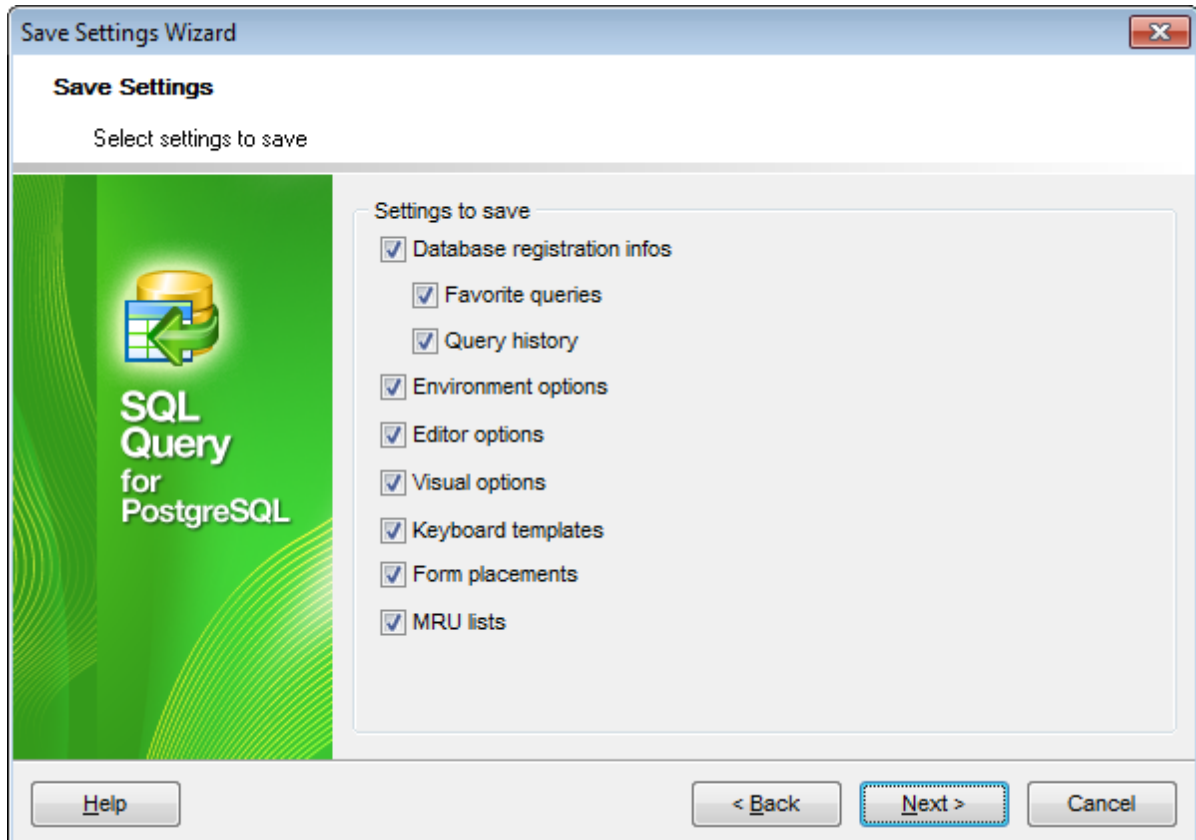 Save Settings Wizard
Save Settings
Select settings to save
SQL
Query
for
PostgreSQL
Settings to save
Database registration infos
Favorite queries
Query history
Environment options
Editor options
Visual options
Keyboard templates
Form placements
MRU lists
Help
< Back
Next >
Cancel